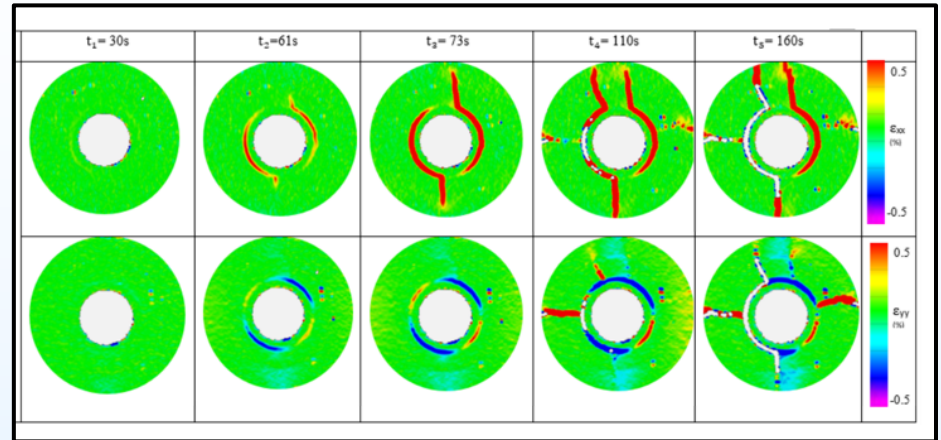 t₁= 30s t₂=61s t₃= 73s t₄= 110s t₅= 160s
0.5
εxx
(%)
-0.5
0.5
εyy
(%)
-0.5